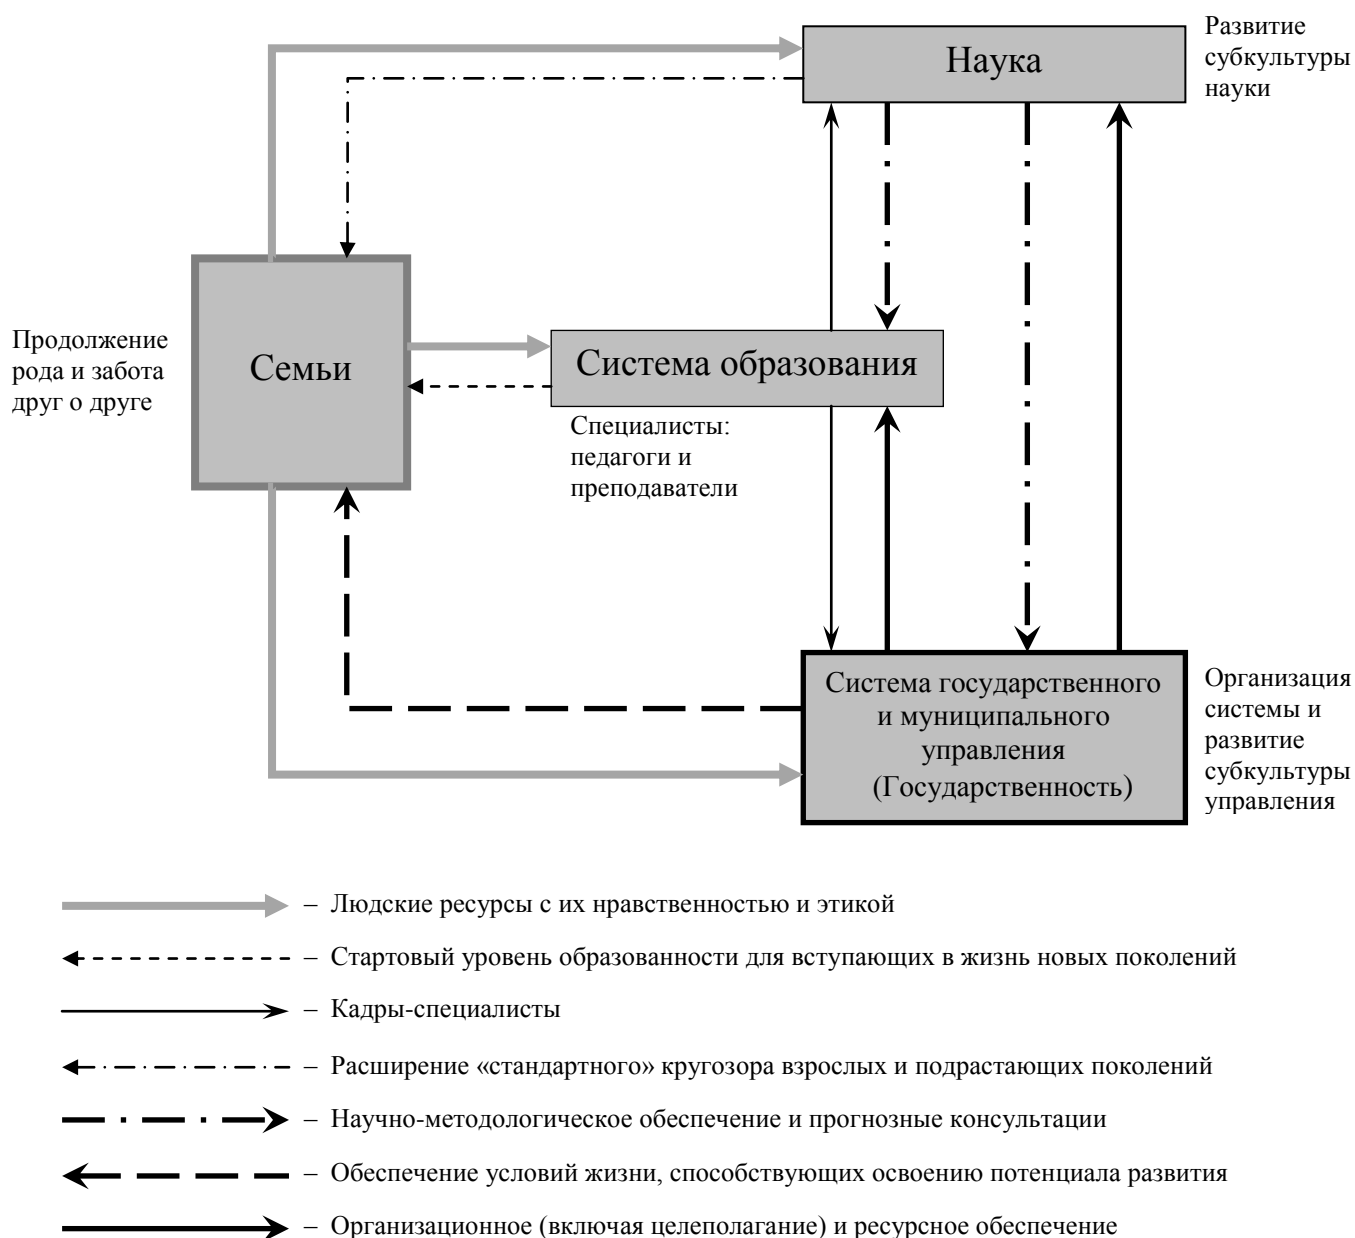 Развитие
субкультуры
науки
Наука
Продолжение
рода и забота
друг о друге
Семьи
Система образования
Специалисты:
педагоги и
преподаватели
Система государственного
и муниципального
управления
(Государственность)
Организация
системы и
развитие
субкультуры
управления
– Людские ресурсы с их нравственностью и этикой
– Стартовый уровень образованности для вступающих в жизнь новых поколений
– Кадры-специалисты
– Расширение «стандартного» кругозора взрослых и подрастающих поколений
– Научно-методологическое обеспечение и прогнозные консультации
– Обеспечение условий жизни, способствующих освоению потенциала развития
– Организационное (включая целеполагание) и ресурсное обеспечение